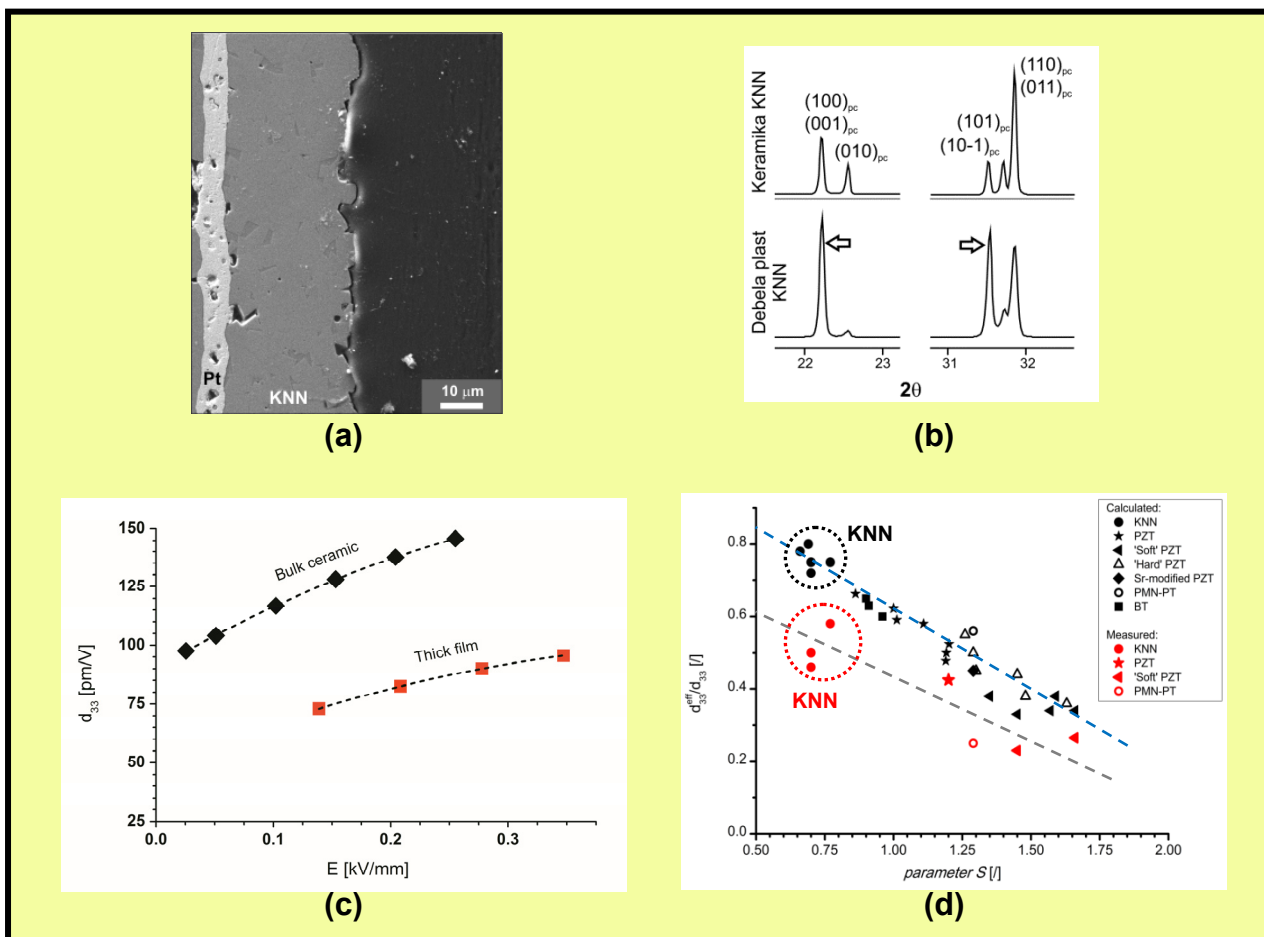 Pt
KNN
10 μm
(a)
Keramika KNN
(100)pc
(001)pc
(010)pc
(101)pc
(10-1)pc
(110)pc
(011)pc
Debela plast
KNN
22
23
31
32
2θ
(b)
150
125
100
75
50
25
d33 [pm/V]
Bulk ceramic
Thick film
0.0
0.1
0.2
0.3
E [kV/mm]
(c)
0.8
0.6
0.4
0.2
0.0
d33eff/d33 [/]
KNN
KNN
Calculated:
KNN
PZT
'Soft' PZT
'Hard' PZT
Sr-modified PZT
PMN-PT
BT
Measured:
KNN
PZT
'Soft' PZT
PMN-PT
0.50
0.75
1.00
1.25
1.50
1.75
2.00
parameter S [/]
(d)